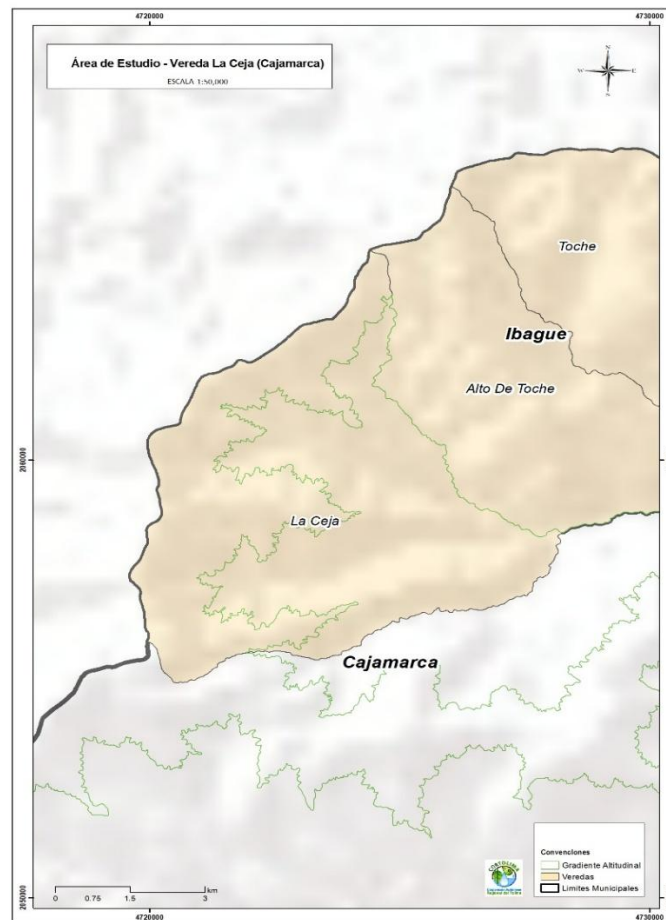 4720000
4730000
Área de Estudio - Vereda La Ceja (Cajamarca)
ESCALA 1:50,000
N
W
E
Toche
Ibague
Alto De Toche
La Ceja
Cajamarca
Convenciones
Gradiente Altitudinal
Veredas
Limites Municipales
CORTOLIMA
0
0.75
1.5
3
km
4720000
4730000